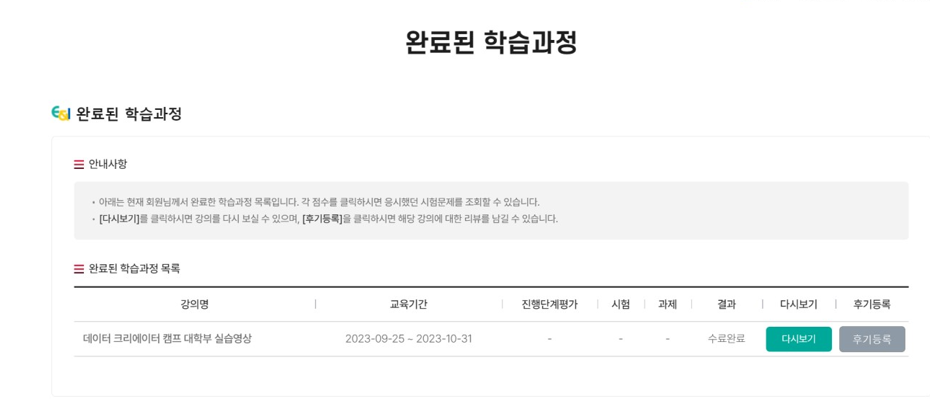 완료된 학습과정
ESI 완료된 학습과정
안내사항
• 아래는 현재 회원님께서 완료한 학습과정 목록입니다. 각 점수를 클릭하시면 응시했던 시험문제를 조회할 수 있습니다.
• [다시보기]를 클릭하시면 강의를 다시 보실 수 있으며, [후기등록]을 클릭하시면 해당 강의에 대한 리뷰를 남길 수 있습니다.
완료된 학습과정 목록
강의명 | 교육기간 | 진행단계평가 | 시험 | 과제 | 결과 | 다시보기 | 후기등록
데이터 크리에이터 캠프 대학부 실습영상 2023-09-25 ~ 2023-10-31 - - - 수료완료 다시보기 후기등록